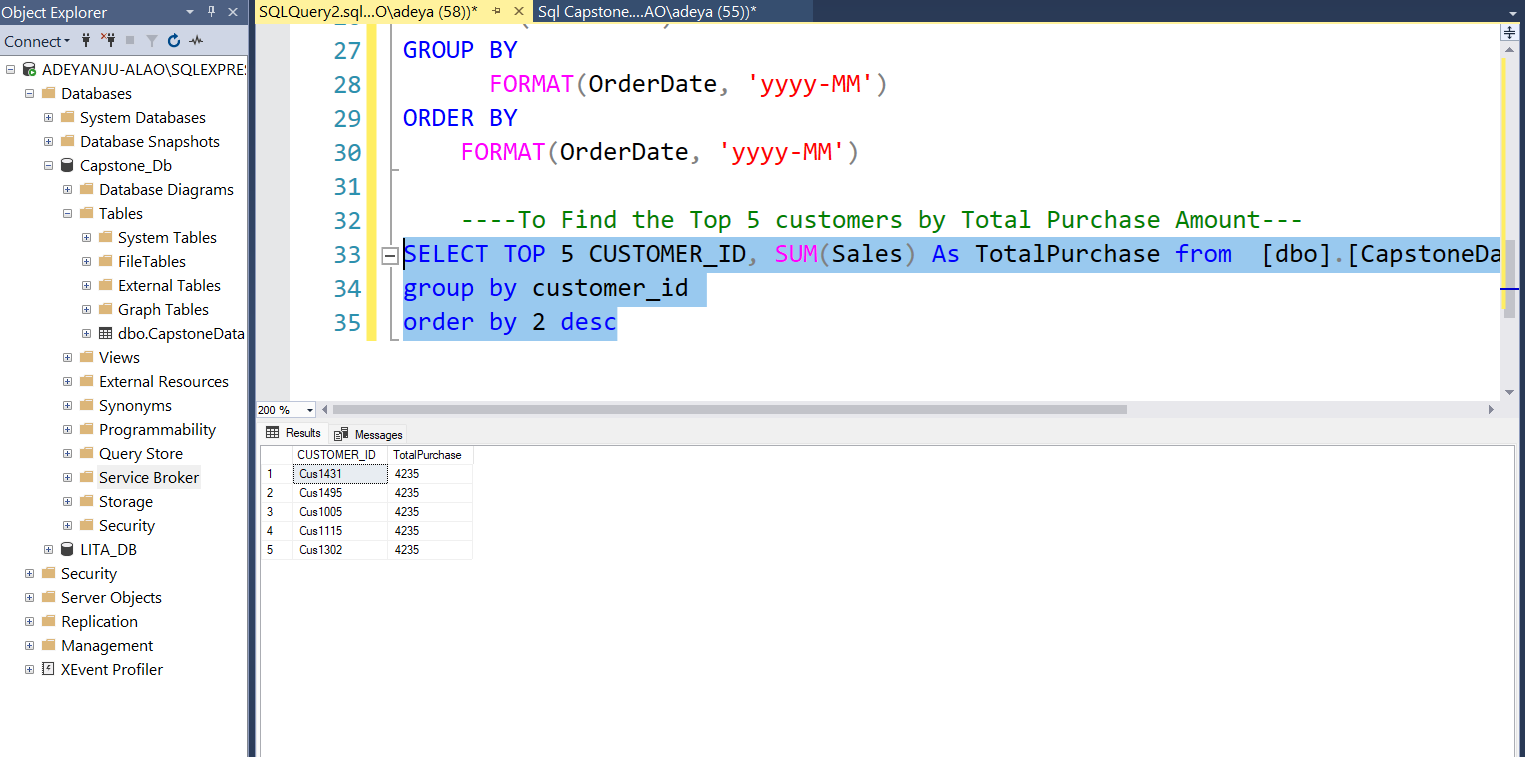 Object Explorer
Connect
ADEYANJU-ALAO\SQLEXPRE
Databases
System Databases
Database Snapshots
Capstone_Db
Database Diagrams
Tables
System Tables
FileTables
External Tables
Graph Tables
dbo.CapstoneData
Views
External Resources
Synonyms
Programmability
Query Store
Service Broker
Storage
Security
LITA_DB
Security
Server Objects
Replication
Management
XEvent Profiler
SQLQuery2.sql...O\adeya (58))* Sql Capstone....AO\adeya (55))*
27 GROUP BY
28 FORMAT(OrderDate, 'yyyy-MM')
29 ORDER BY
30 FORMAT(OrderDate, 'yyyy-MM')
31
32 ----To Find the Top 5 customers by Total Purchase Amount---
33 SELECT TOP 5 CUSTOMER_ID, SUM(Sales) As TotalPurchase from [dbo].[CapstoneDa
34 group by customer_id
35 order by 2 desc
200 %
Results Messages
CUSTOMER_ID TotalPurchase
1 Cus1431 4235
2 Cus1495 4235
3 Cus1005 4235
4 Cus1115 4235
5 Cus1302 4235